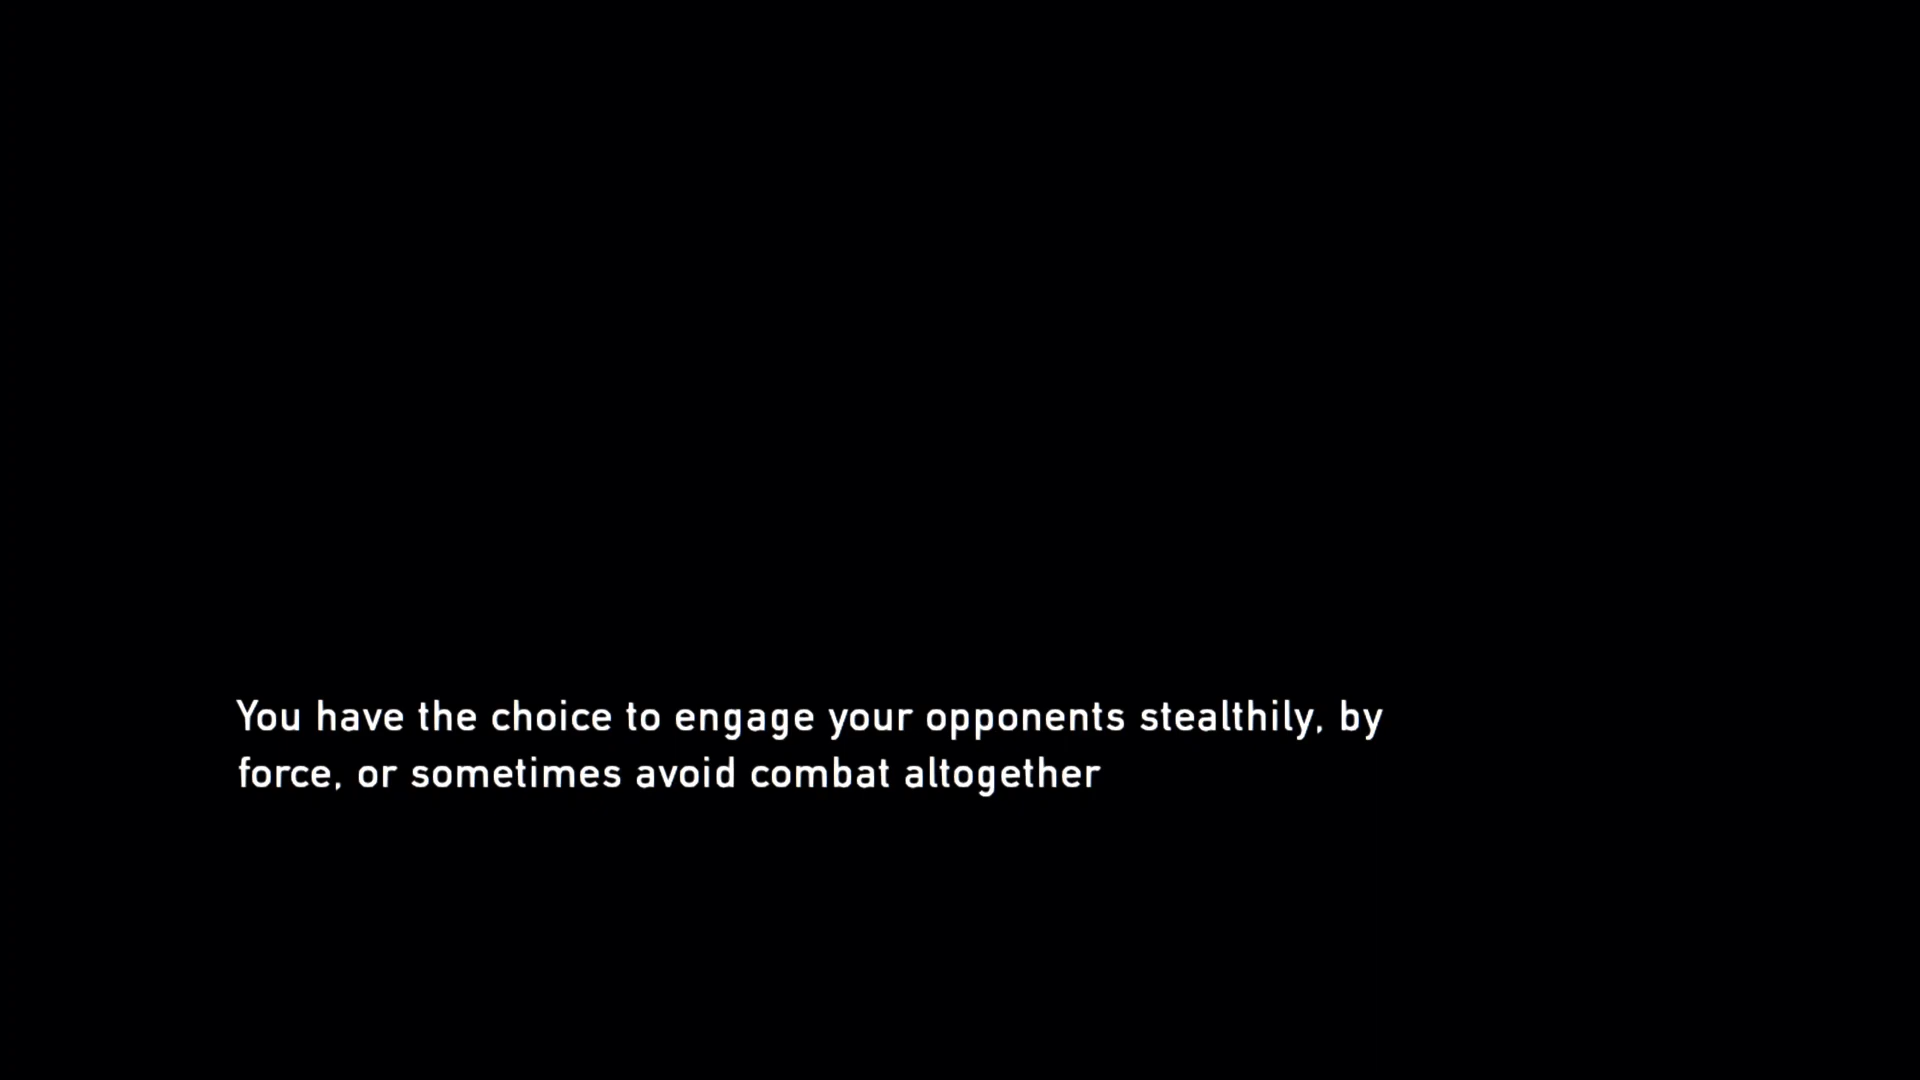 You have the choice to engage your opponents stealthily, by
force, or sometimes avoid combat altogether